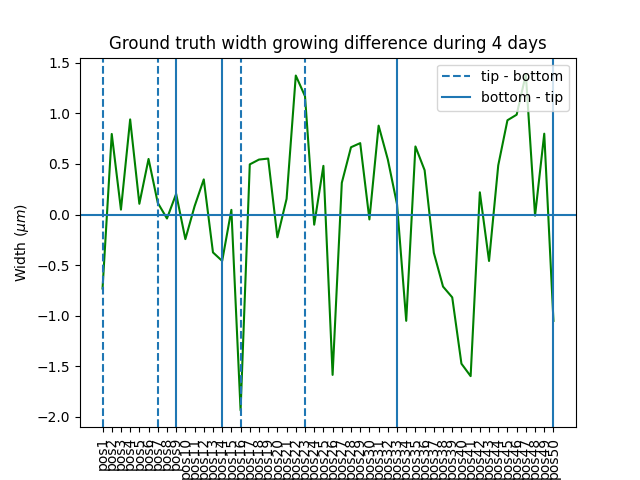 Ground truth width growing difference during 4 days
tip - bottom
bottom - tip
Width (μm)
1.5
1.0
0.5
0.0
−0.5
−1.0
−1.5
−2.0
pos1
pos2
pos3
pos4
pos5
pos6
pos7
pos8
pos9
pos10
pos11
pos12
pos13
pos14
pos15
pos16
pos17
pos18
pos19
pos20
pos21
pos22
pos23
pos24
pos25
pos26
pos27
pos28
pos29
pos30
pos31
pos32
pos33
pos34
pos35
pos36
pos37
pos38
pos39
pos40
pos41
pos42
pos43
pos44
pos45
pos46
pos47
pos48
pos49
pos50